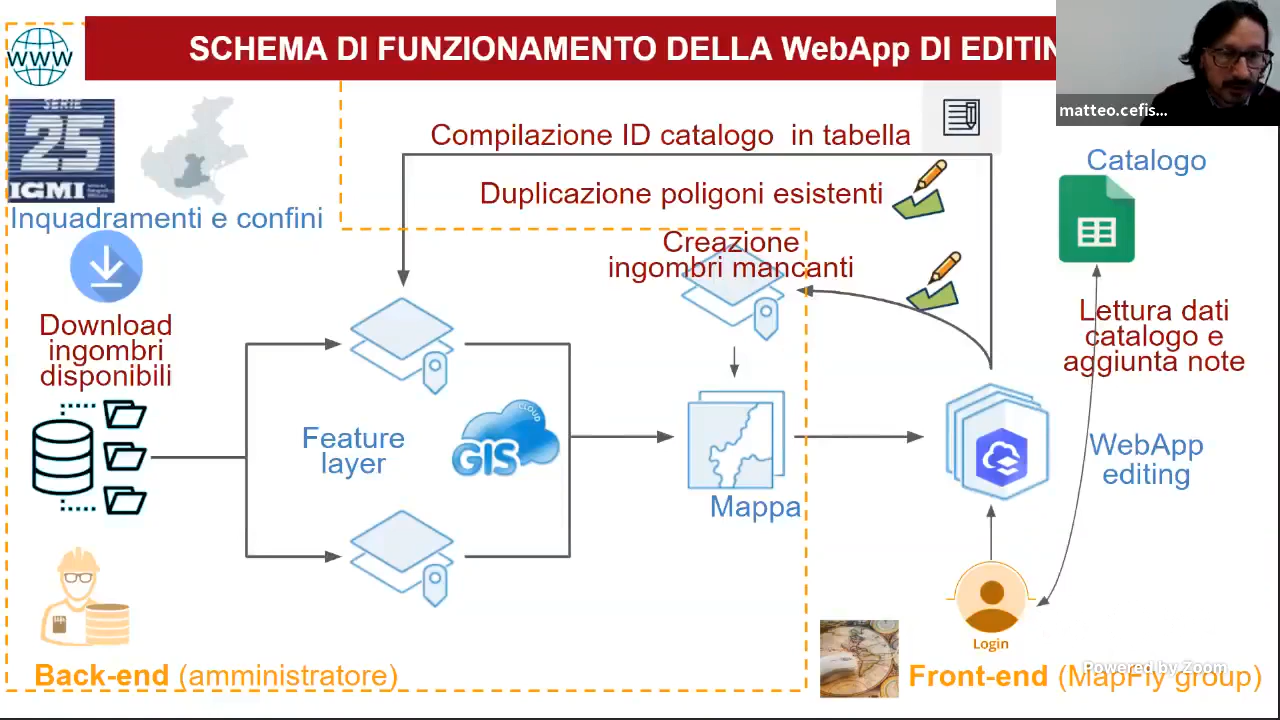 WWW
SCHEMA DI FUNZIONAMENTO DELLA WebApp DI EDITIN
matteo.cefis...
SERIE
25
IGMI
Inquadramenti e confini
Compilazione ID catalogo in tabella
Duplicazione poligoni esistenti
Creazione
ingombri mancanti
Catalogo
Download
ingombri
disponibili
Lettura dati
catalogo e
aggiunta note
Feature
layer
CLOUD
GIS
Mappa
WebApp
editing
Login
Back-end (amministratore)
Front-end (MapFly group)
Powered by Zoom